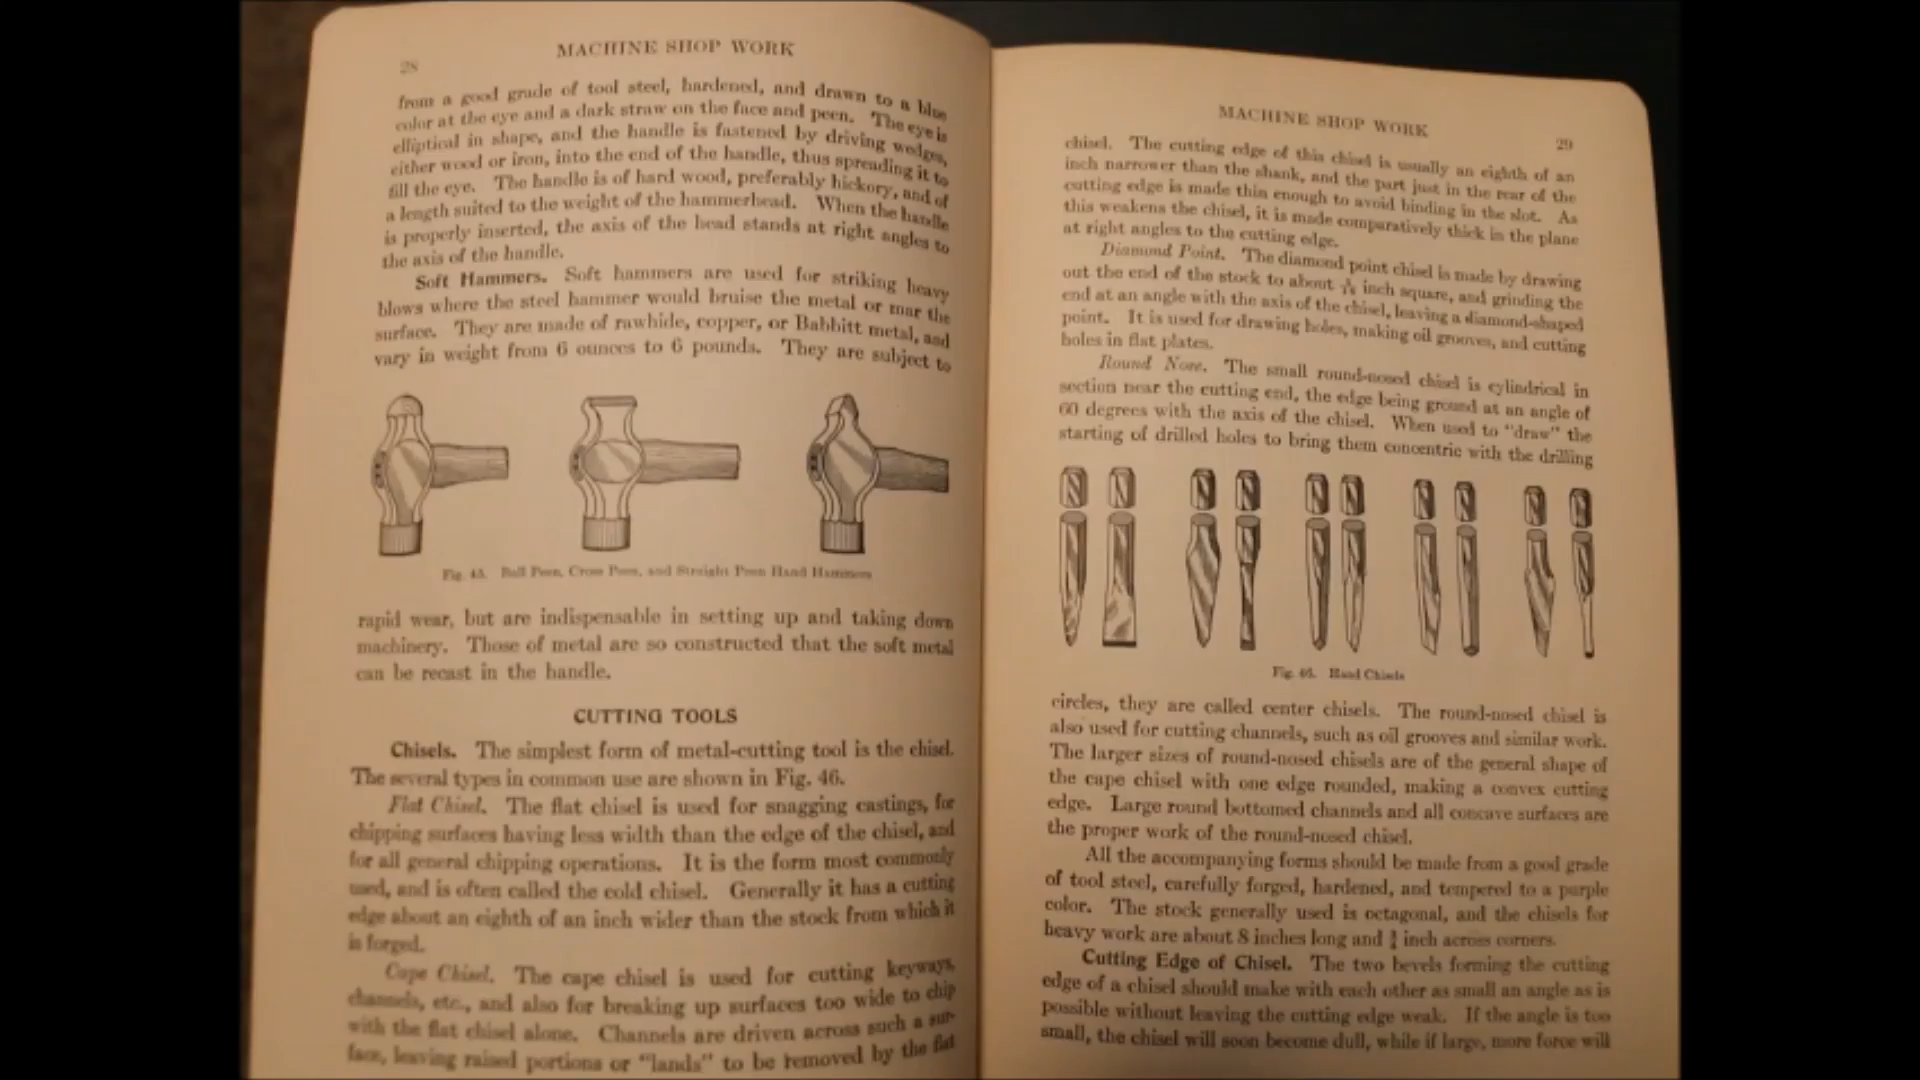 28
MACHINE SHOP WORK
from a good grade of tool steel, hardened, and drawn to a blue
color at the eye and a dark straw on the face and peen. The eye is
elliptical in shape, and the handle is fastened by driving wedges,
either wood or iron, into the end of the handle, thus spreading it to
fill the eye. The handle is of hard wood, preferably hickory, and of
a length suited to the weight of the hammerhead. When the handle
is properly inserted, the axis of the head stands at right angles to
the axis of the handle.
Soft Hammers. Soft hammers are used for striking heavy
blows where the steel hammer would bruise the metal or mar the
surface. They are made of rawhide, copper, or Babbitt metal, and
vary in weight from 6 ounces to 6 pounds. They are subject to
Fig. 45. Ball Peen, Cross Peen, and Straight Peen Hand Hammers
rapid wear, but are indispensable in setting up and taking down
machinery. Those of metal are so constructed that the soft metal
can be recast in the handle.
CUTTING TOOLS
Chisels. The simplest form of metal-cutting tool is the chisel.
The several types in common use are shown in Fig. 46.
Flat Chisel. The flat chisel is used for snagging castings, for
chipping surfaces having less width than the edge of the chisel, and
for all general chipping operations. It is the form most commonly
used, and is often called the cold chisel. Generally it has a cutting
edge about an eighth of an inch wider than the stock from which it
is forged.
Cape Chisel. The cape chisel is used for cutting keyways,
channels, etc., and also for breaking up surfaces too wide to chip
with the flat chisel alone. Channels are driven across such a sur-
face, leaving raised portions or "lands" to be removed by the flat
MACHINE SHOP WORK
29
chisel. The cutting edge of this chisel is usually an eighth of an
inch narrower than the shank, and the part just in the rear of the
cutting edge is made thin enough to avoid binding in the slot. As
this weakens the chisel, it is made comparatively thick in the plane
at right angles to the cutting edge.
Diamond Point. The diamond point chisel is made by drawing
out the end of the stock to about inch square, and grinding the
end at an angle with the axis of the chisel, leaving a diamond-shaped
point. It is used for drawing holes, making oil grooves, and cutting
holes in flat plates.
Round Nose. The small round-nosed chisel is cylindrical in
section near the cutting end, the edge being ground at an angle of
60 degrees with the axis of the chisel. When used to "draw" the
starting of drilled holes to bring them concentric with the drilling
Fig. 46. Hand Chisels
circles, they are called center chisels. The round-nosed chisel is
also used for cutting channels, such as oil grooves and similar work.
The larger sizes of round-nosed chisels are of the general shape of
the cape chisel with one edge rounded, making a convex cutting
edge. Large round bottomed channels and all concave surfaces are
the proper work of the round-nosed chisel.
All the accompanying forms should be made from a good grade
of tool steel, carefully forged, hardened, and tempered to a purple
color. The stock generally used is octagonal, and the chisels for
heavy work are about 8 inches long and inch across corners.
Cutting Edge of Chisel. The two bevels forming the cutting
edge of a chisel should make with each other as small an angle as is
possible without leaving the cutting edge weak. If the angle is too
small, the chisel will soon become dull, while if large, more force will